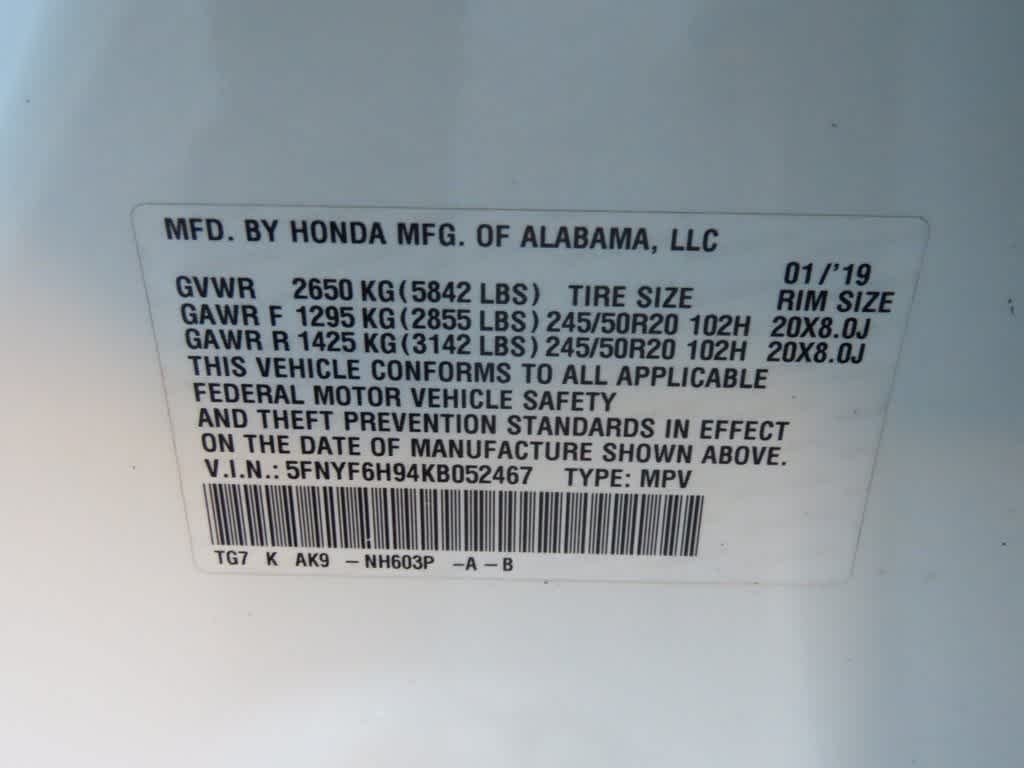 MFD. BY HONDA MFG. OF ALABAMA, LLC
01/'19
GVWR 2650 KG(5842 LBS) TIRE SIZE RIM SIZE
GAWR F 1295 KG(2855 LBS) 245/50R20 102H 20X8.0J
GAWR R 1425 KG(3142 LBS) 245/50R20 102H 20X8.0J
THIS VEHICLE CONFORMS TO ALL APPLICABLE
FEDERAL MOTOR VEHICLE SAFETY
AND THEFT PREVENTION STANDARDS IN EFFECT
ON THE DATE OF MANUFACTURE SHOWN ABOVE.
V.I.N.: 5FNYF6H94KB052467 TYPE: MPV
TG7 K AK9 -NH603P -A-B